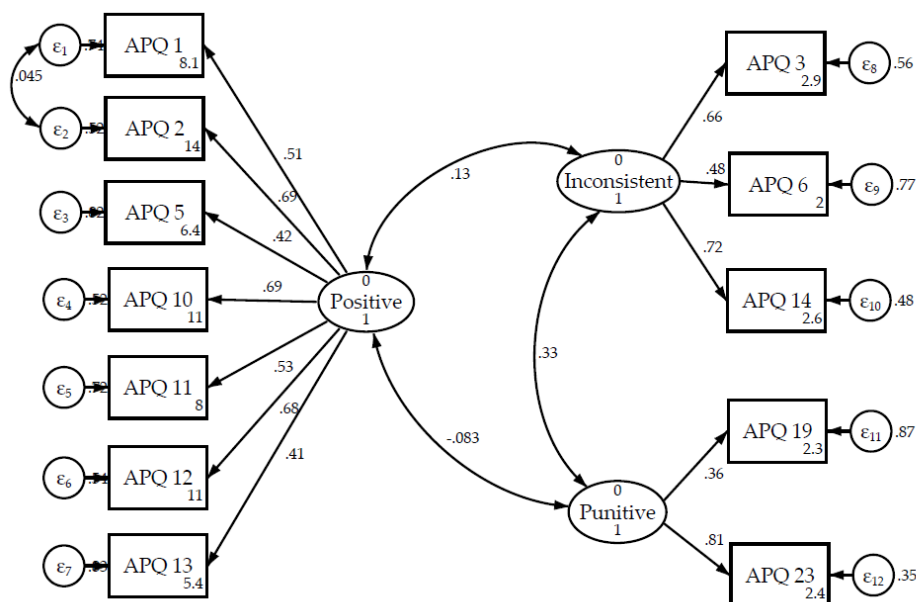 ε1
APQ 1
8.1
.045
.51
ε2
APQ 2
14
.69
ε3
APQ 5
6.4
.42
ε4
APQ 10
11
.69
ε5
APQ 11
8
.53
ε6
APQ 12
11
.68
ε7
APQ 13
5.4
.41
0
Positive
1
.13
-.083
.33
0
Inconsistent
1
0
Punitive
1
.66
APQ 3
2.9
ε8
.56
.48
APQ 6
2
ε9
.77
.72
APQ 14
2.6
ε10
.48
.36
APQ 19
2.3
ε11
.87
.81
APQ 23
2.4
ε12
.35